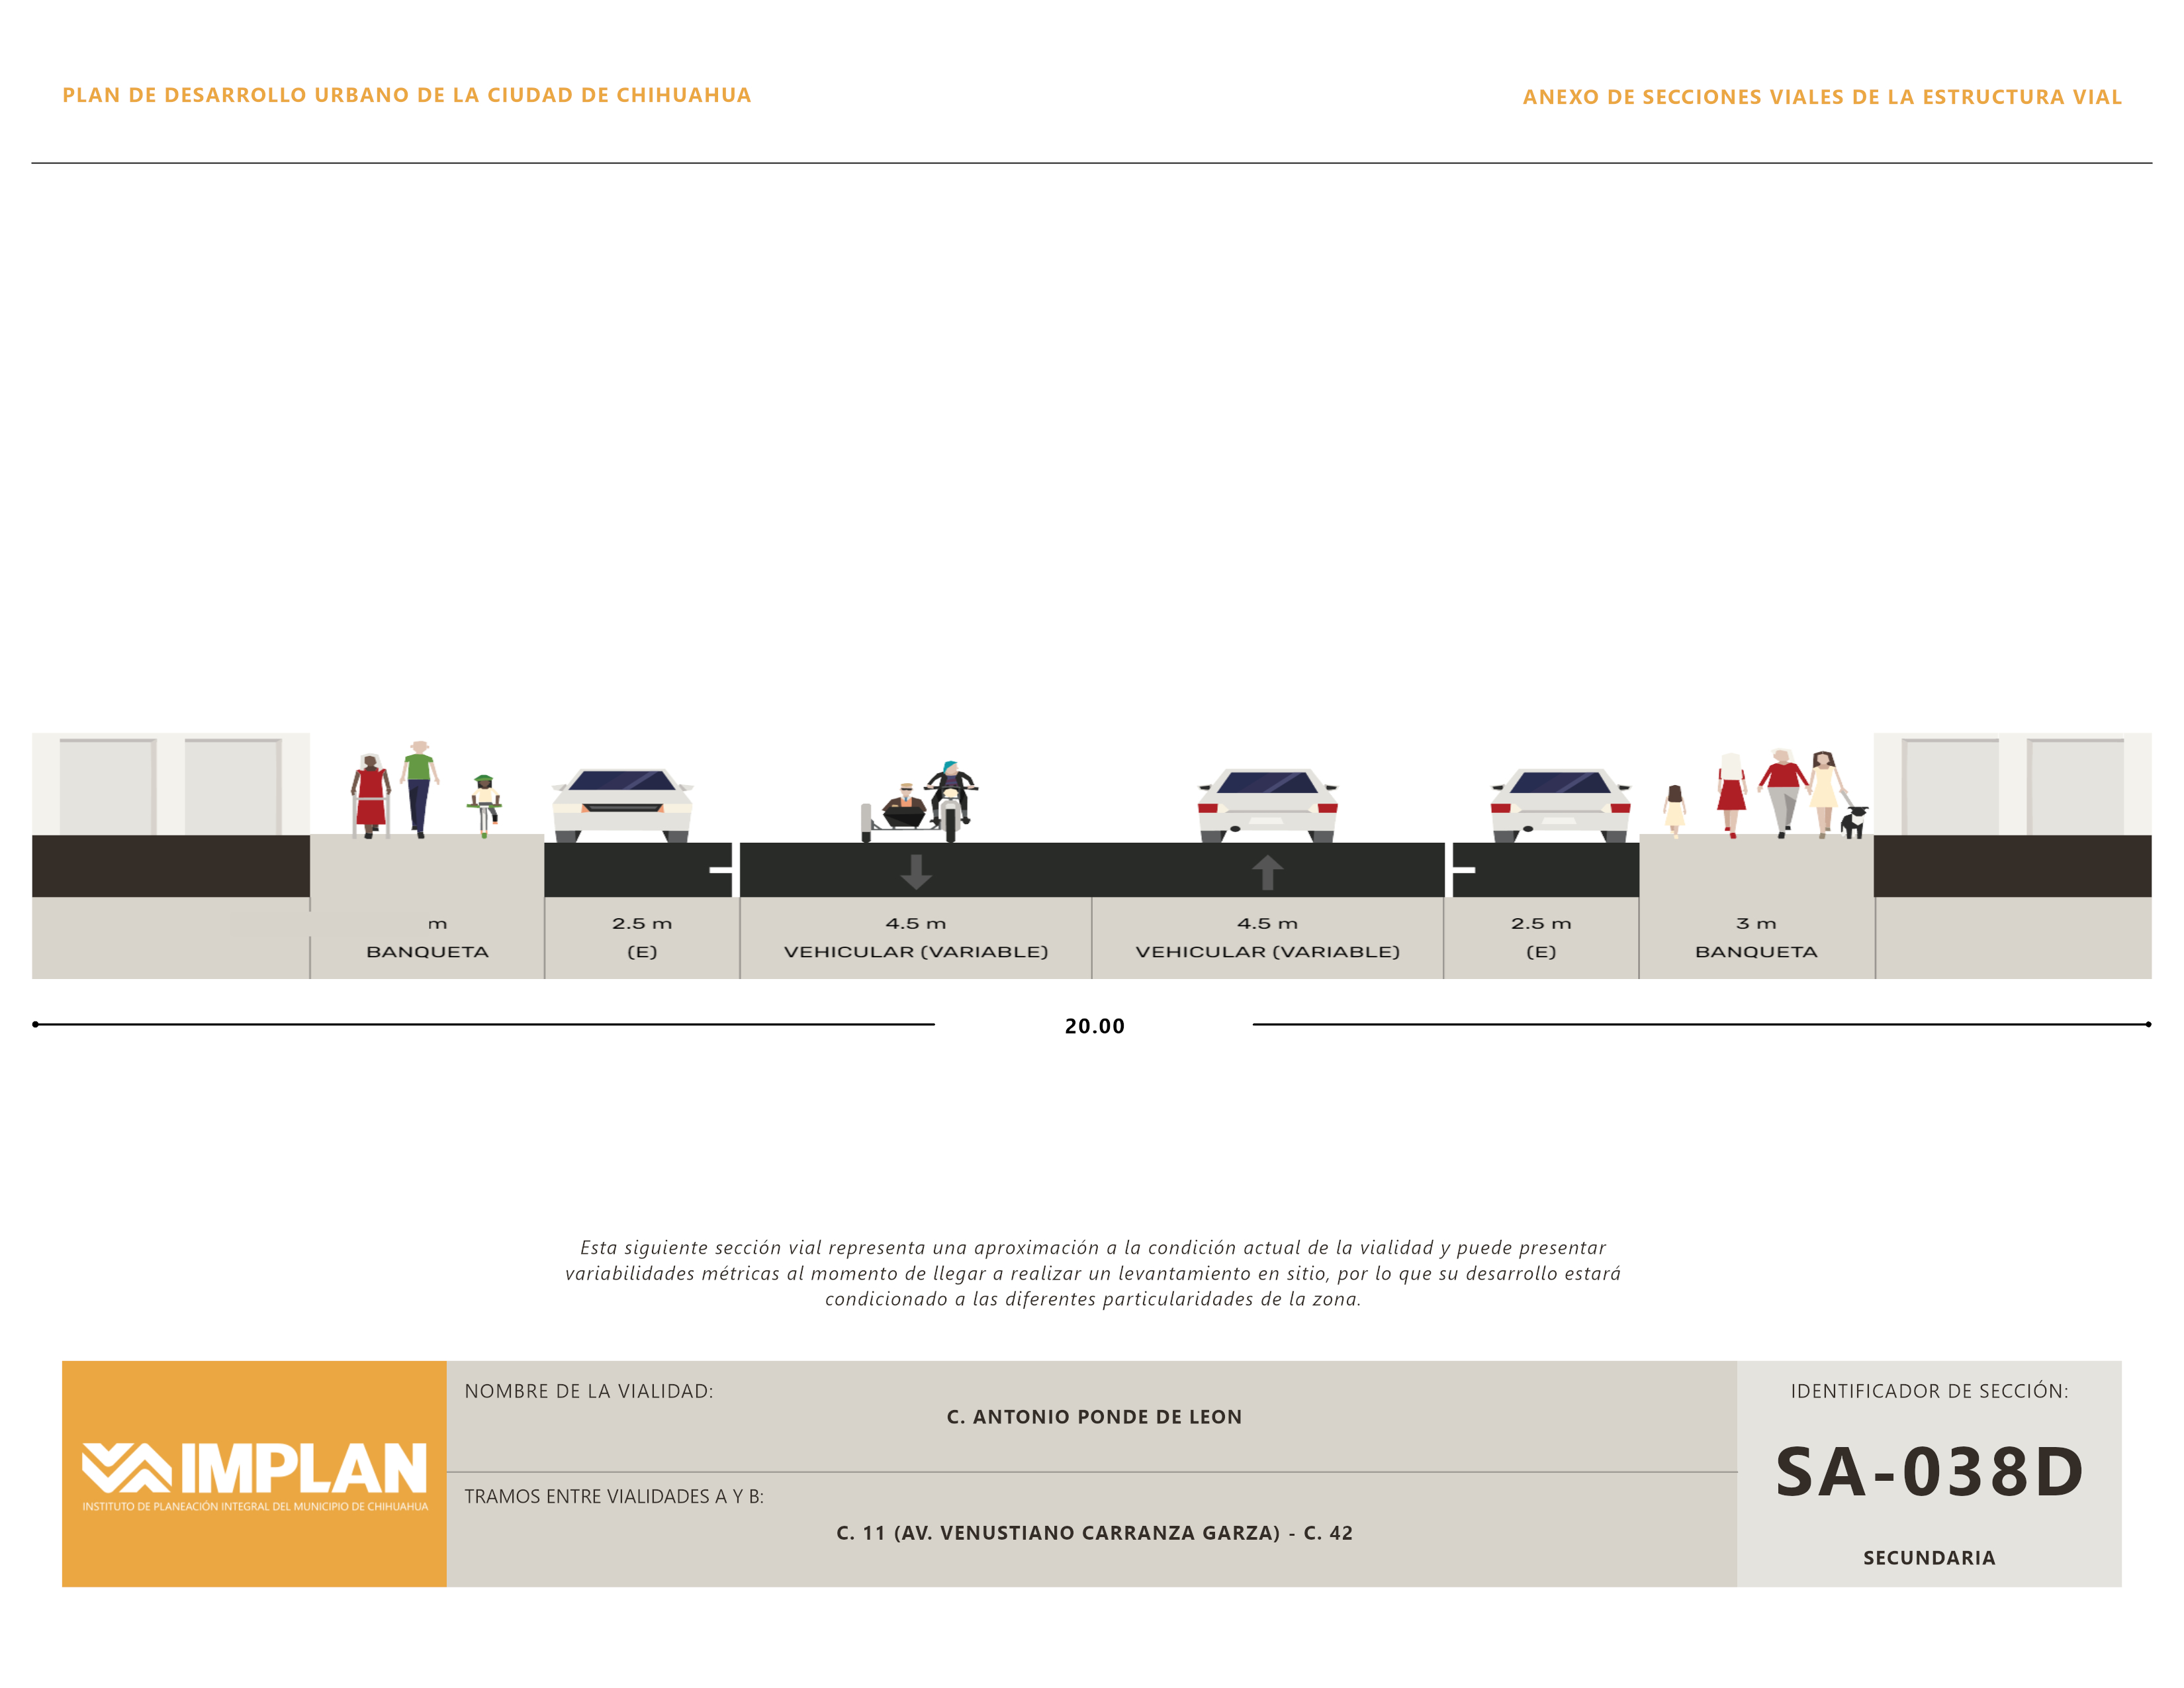 PLAN DE DESARROLLO URBANO DE LA CIUDAD DE CHIHUAHUA
ANEXO DE SECCIONES VIALES DE LA ESTRUCTURA VIAL
m
BANQUETA
2.5 m
(E)
4.5 m
VEHICULAR (VARIABLE)
4.5 m
VEHICULAR (VARIABLE)
2.5 m
(E)
3 m
BANQUETA
20.00
Esta siguiente sección vial representa una aproximación a la condición actual de la vialidad y puede presentar
variabilidades métricas al momento de llegar a realizar un levantamiento en sitio, por lo que su desarrollo estará
condicionado a las diferentes particularidades de la zona.
IMPLAN
INSTITUTO DE PLANEACIÓN INTEGRAL DEL MUNICIPIO DE CHIHUAHUA
NOMBRE DE LA VIALIDAD:
C. ANTONIO PONDE DE LEON
TRAMOS ENTRE VIALIDADES A Y B:
C. 11 (AV. VENUSTIANO CARRANZA GARZA) - C. 42
IDENTIFICADOR DE SECCIÓN:
SA-038D
SECUNDARIA